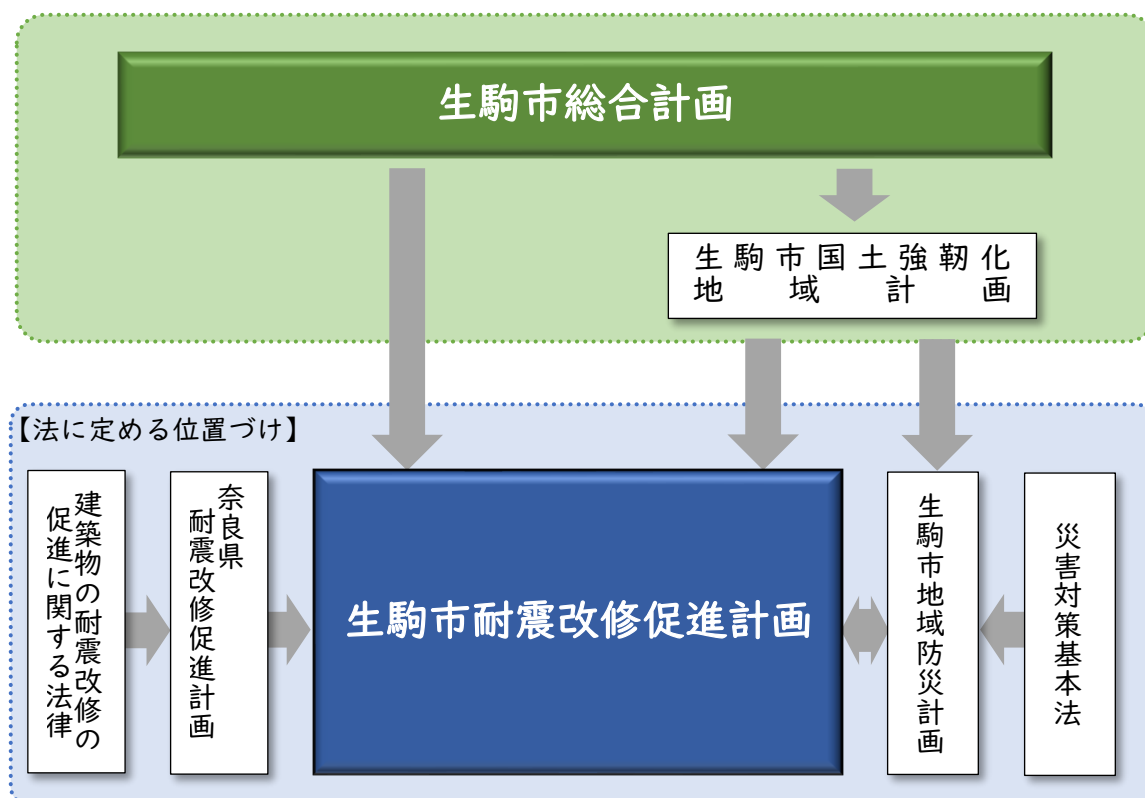 生駒市総合計画
生駒市国土強靭化
地域計画
【法に定める位置づけ】
建築物の耐震改修の
促進に関する法律
奈良県
耐震改修促進計画
生駒市耐震改修促進計画
生駒市地域防災計画
災害対策基本法